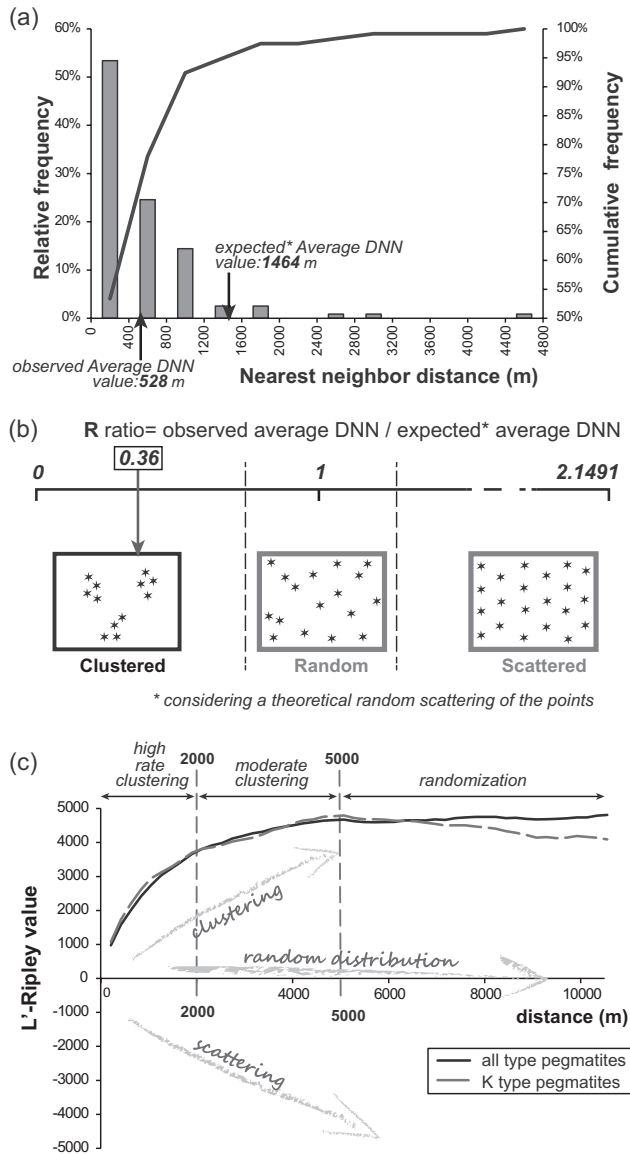 (a)
60%
50%
40%
30%
20%
10%
0%
Relative frequency
100%
95%
90%
85%
80%
75%
70%
65%
60%
55%
50%
Cumulative frequency
expected* Average DNN
value:1464 m
0
400
800
1200
1600
2000
2400
2800
3200
3600
4000
4400
4800
observed Average DNN
value:528 m
Nearest neighbor distance (m)
(b)
R ratio= observed average DNN / expected* average DNN
0.36
0
1
2.1491
Clustered
Random
Scattered
* considering a theoretical random scattering of the points
(c)
high
rate
clustering
2000
moderate
clustering
5000
randomization
5000
4000
3000
2000
1000
0
-1000
-2000
-3000
-4000
-5000
L'-Ripley value
clustering
random distribution
scattering
0
2000
4000
6000
8000
10000
2000
5000
distance (m)
all type pegmatites
K type pegmatites